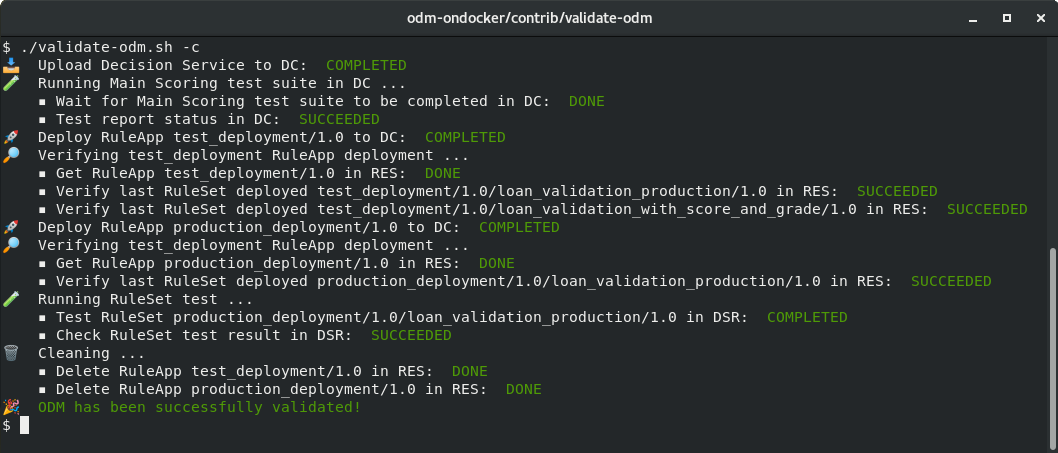 odm-ondocker/contrib/validate-odm
$ ./validate-odm.sh -c
📥 Upload Decision Service to DC: COMPLETED
🧪 Running Main Scoring test suite in DC ...
▪ Wait for Main Scoring test suite to be completed in DC: DONE
▪ Test report status in DC: SUCCEEDED
🚀 Deploy RuleApp test_deployment/1.0 to DC: COMPLETED
🔎 Verifying test_deployment RuleApp deployment ...
▪ Get RuleApp test_deployment/1.0 in RES: DONE
▪ Verify last RuleSet deployed test_deployment/1.0/loan_validation_production/1.0 in RES: SUCCEEDED
▪ Verify last RuleSet deployed test_deployment/1.0/loan_validation_with_score_and_grade/1.0 in RES: SUCCEEDED
🚀 Deploy RuleApp production_deployment/1.0 to DC: COMPLETED
🔎 Verifying test_deployment RuleApp deployment ...
▪ Get RuleApp production_deployment/1.0 in RES: DONE
▪ Verify last RuleSet deployed production_deployment/1.0/loan_validation_production/1.0 in RES: SUCCEEDED
🧪 Running RuleSet test ...
▪ Test RuleSet production_deployment/1.0/loan_validation_production/1.0 in DSR: COMPLETED
▪ Check RuleSet test result in DSR: SUCCEEDED
🗑️ Cleaning ...
▪ Delete RuleApp test_deployment/1.0 in RES: DONE
▪ Delete RuleApp production_deployment/1.0 in RES: DONE
🎉 ODM has been successfully validated!
$